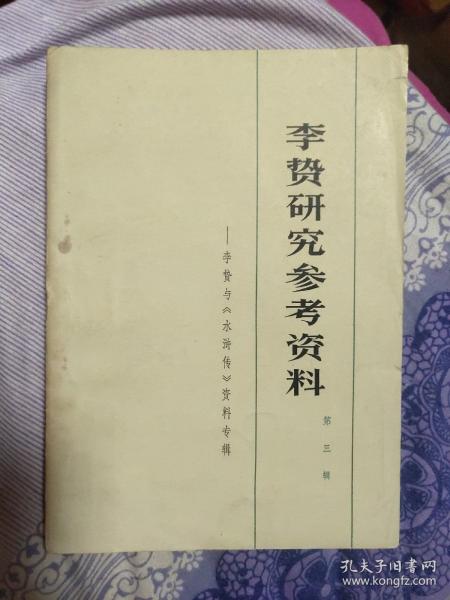 李贽研究参考资料
第三辑
——李贽与《水浒传》资料专辑
孔夫子旧书网
www.kongfz.com